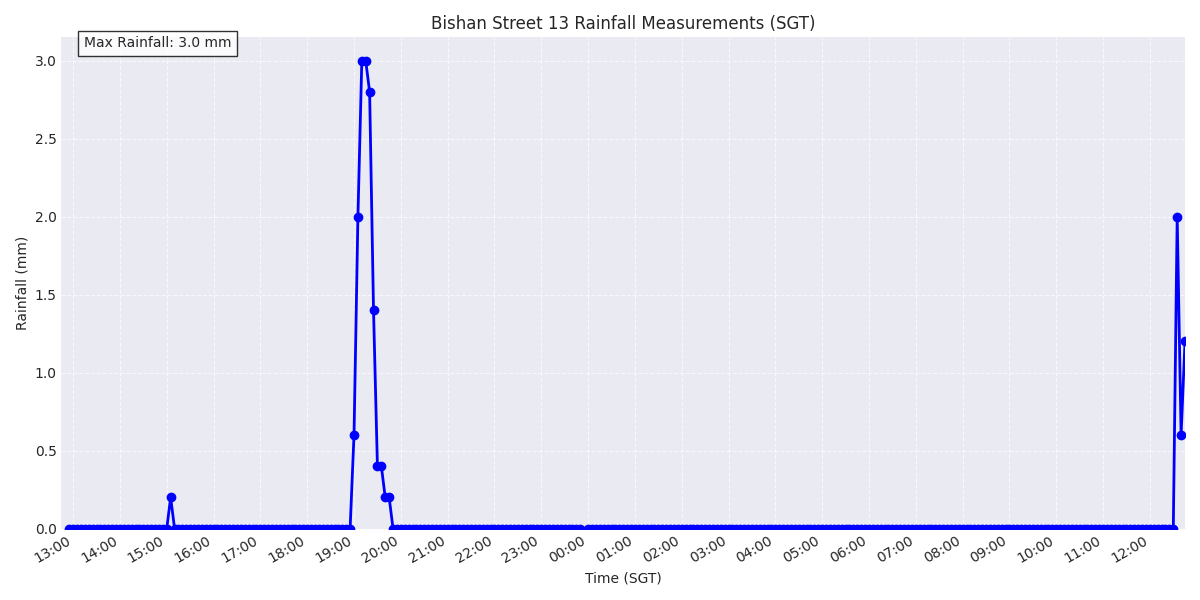 Bishan Street 13 Rainfall Measurements (SGT)
Max Rainfall: 3.0 mm
3.0
2.5
2.0
1.5
1.0
0.5
0.0
Rainfall (mm)
13:00 14:00 15:00 16:00 17:00 18:00 19:00 20:00 21:00 22:00 23:00 00:00 01:00 02:00 03:00 04:00 05:00 06:00 07:00 08:00 09:00 10:00 11:00 12:00
Time (SGT)